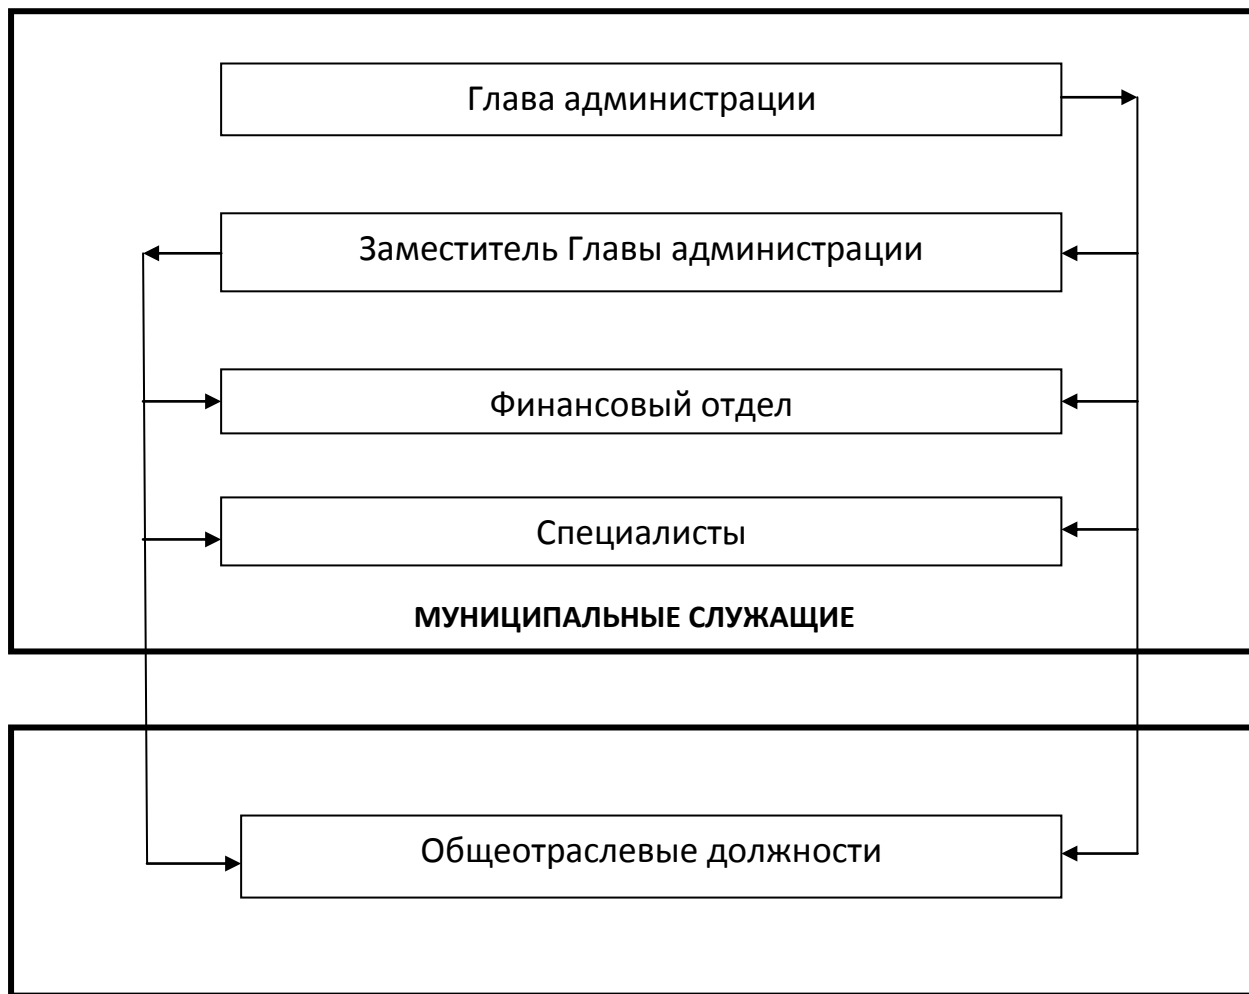 Глава администрации
Заместитель Главы администрации
Финансовый отдел
Специалисты
МУНИЦИПАЛЬНЫЕ СЛУЖАЩИЕ
Общеотраслевые должности